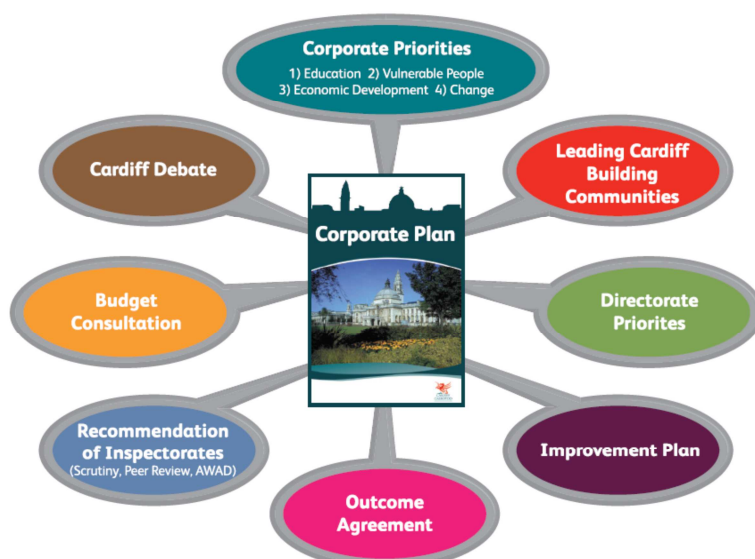 Corporate Priorities
1) Education 2) Vulnerable People
3) Economic Development 4) Change
Cardiff Debate
Leading Cardiff
Building
Communities
Corporate Plan
Budget
Consultation
Directorate
Priorites
Recommendation
of Inspectorates
(Scrutiny, Peer Review, AWAD)
Improvement Plan
Outcome
Agreement